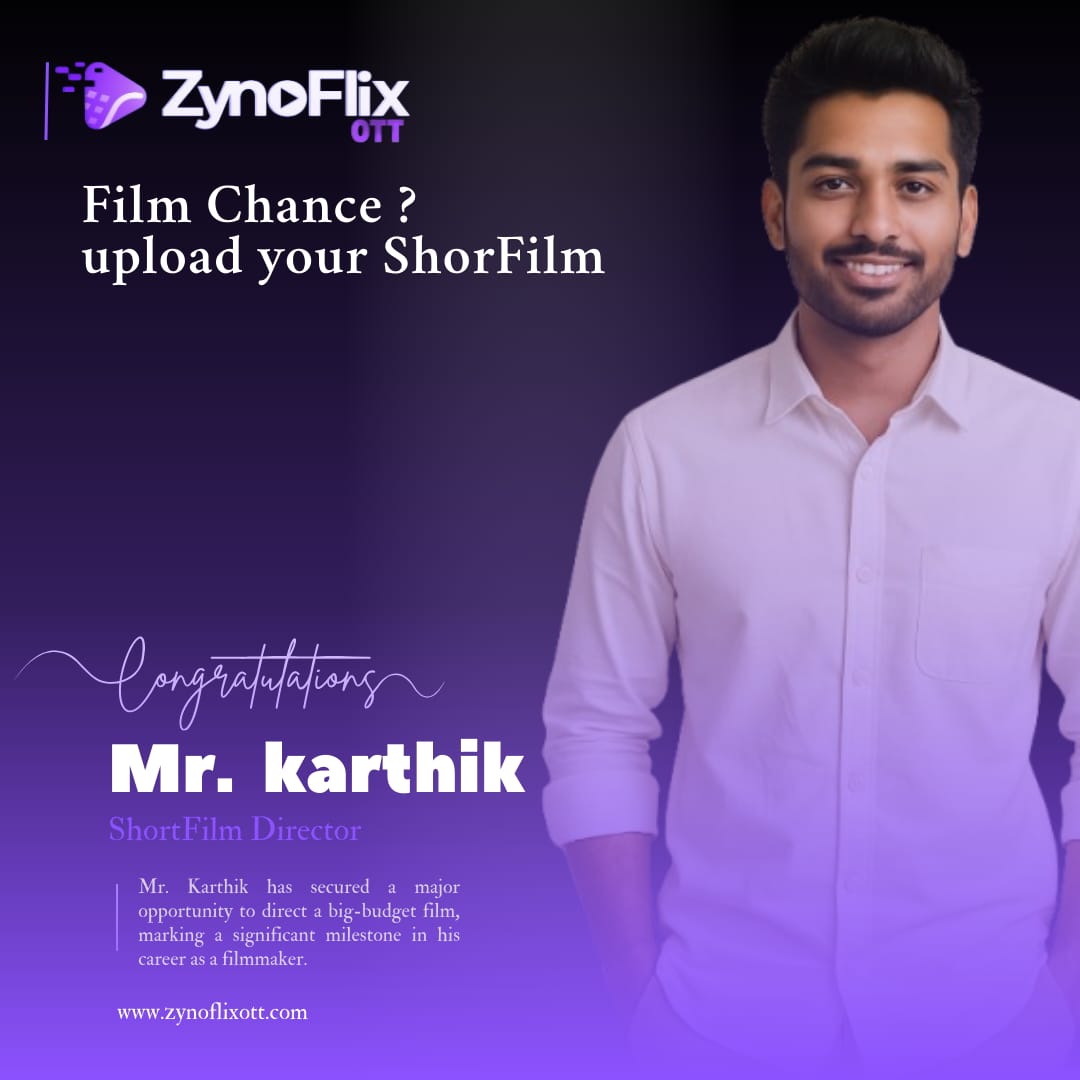 ZynoFlix
OTT
Film Chance ?
upload your ShorFilm
Congratulations
Mr. karthik
ShortFilm Director
Mr. Karthik has secured a major
opportunity to direct a big-budget film,
marking a significant milestone in his
career as a filmmaker.
www.zynoflixott.com